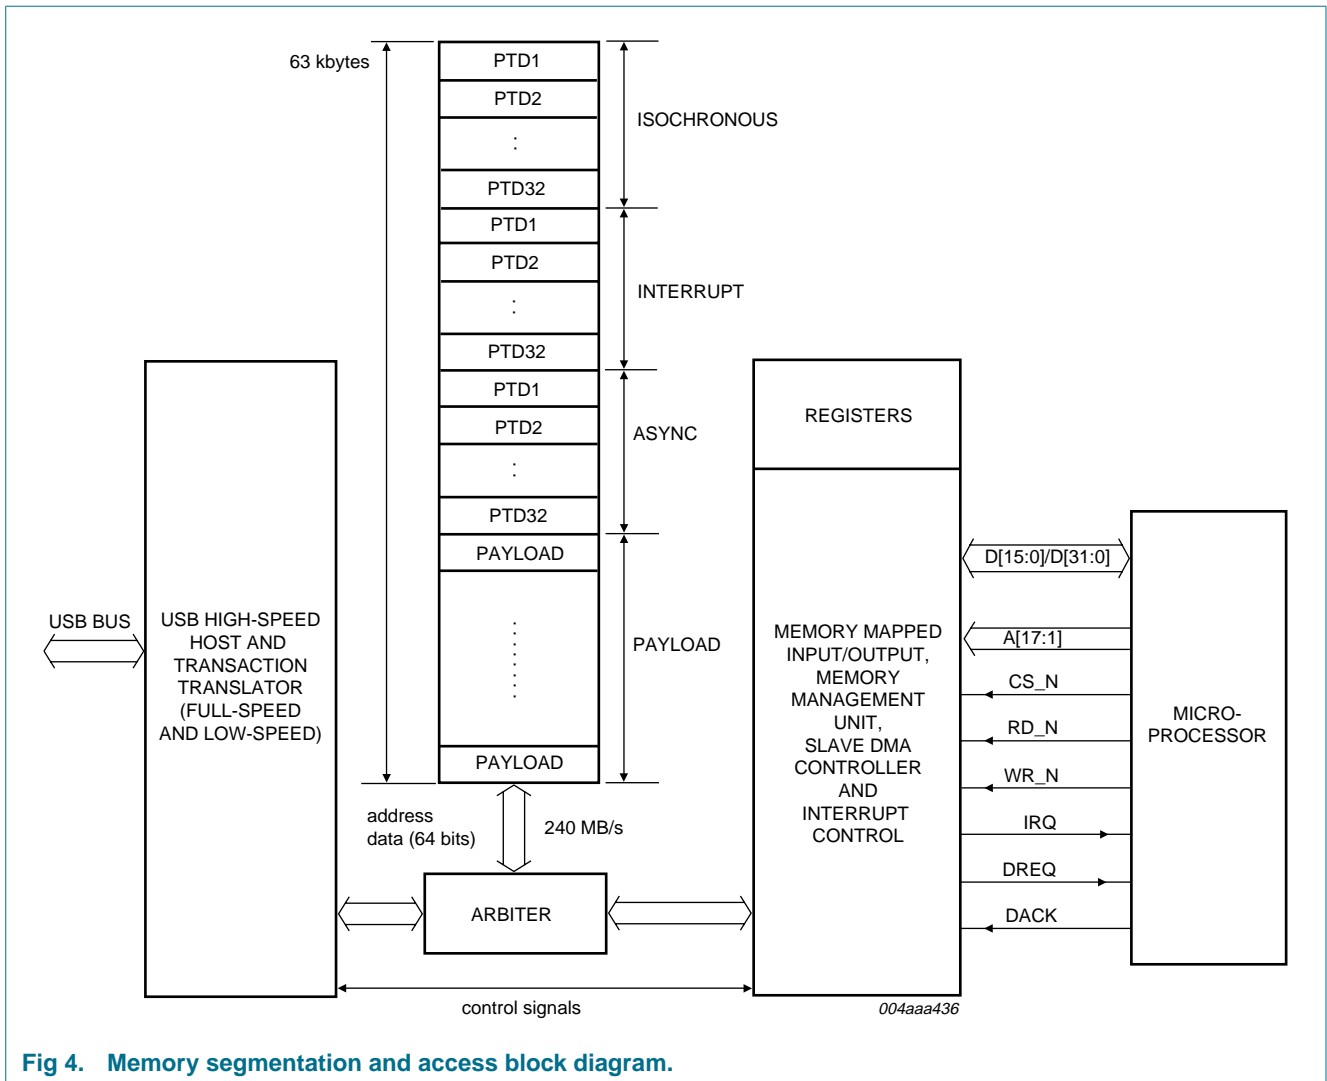 63 kbytes
PTD1
PTD2
:
PTD32
ISOCHRONOUS
PTD1
PTD2
:
PTD32
INTERRUPT
PTD1
PTD2
:
PTD32
ASYNC
PAYLOAD
PAYLOAD
PAYLOAD
USB BUS
USB HIGH-SPEED
HOST AND
TRANSACTION
TRANSLATOR
(FULL-SPEED
AND LOW-SPEED)
address
data (64 bits)
240 MB/s
ARBITER
control signals
REGISTERS
MEMORY MAPPED
INPUT/OUTPUT,
MEMORY
MANAGEMENT
UNIT,
SLAVE DMA
CONTROLLER
AND
INTERRUPT
CONTROL
D[15:0]/D[31:0]
A[17:1]
CS_N
RD_N
WR_N
IRQ
DREQ
DACK
MICRO-
PROCESSOR
004aaa436
Fig 4. Memory segmentation and access block diagram.